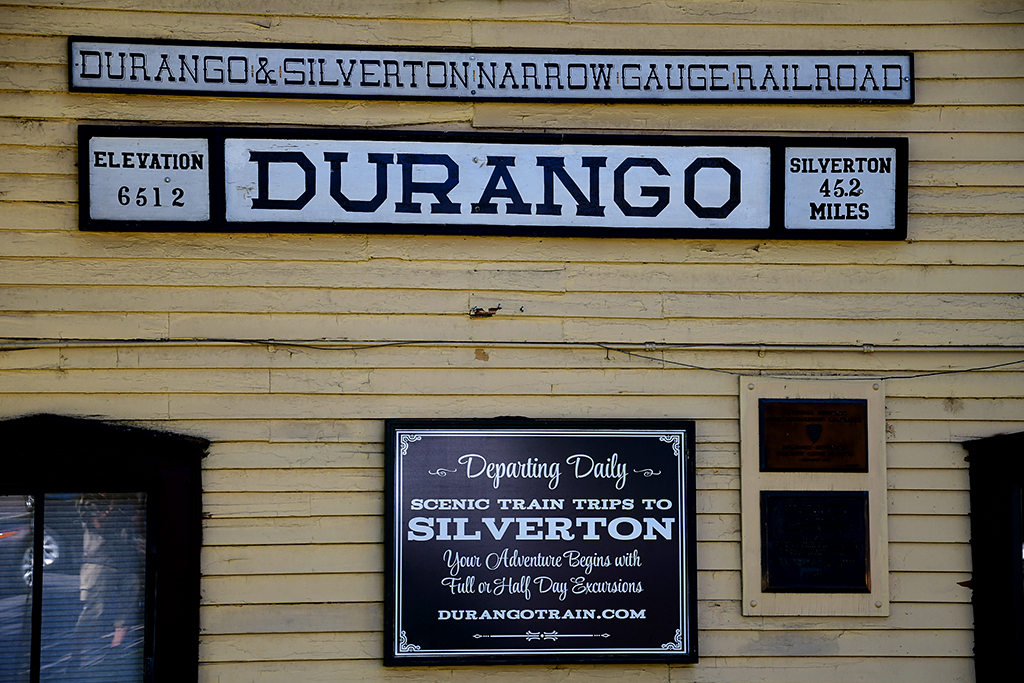 DURANGO & SILVERTON NARROW GAUGE RAILROAD
ELEVATION
6512
DURANGO
SILVERTON
45.2
MILES
Departing Daily
SCENIC TRAIN TRIPS TO
SILVERTON
Your Adventure Begins with
Full or Half Day Excursions
DURANGOTRAIN.COM